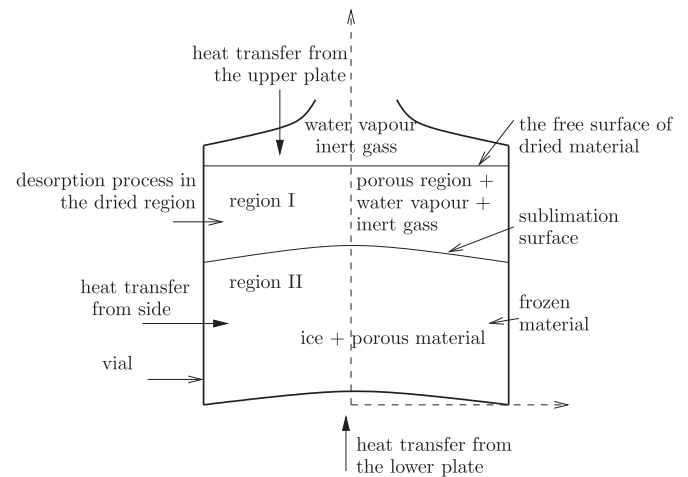 heat transfer from
the upper plate
water vapour
inert gass
the free surface of
dried material
desorption process in
the dried region
region I
porous region +
water vapour +
inert gass
sublimation
surface
heat transfer
from side
region II
frozen
material
ice + porous material
vial
heat transfer from
the lower plate